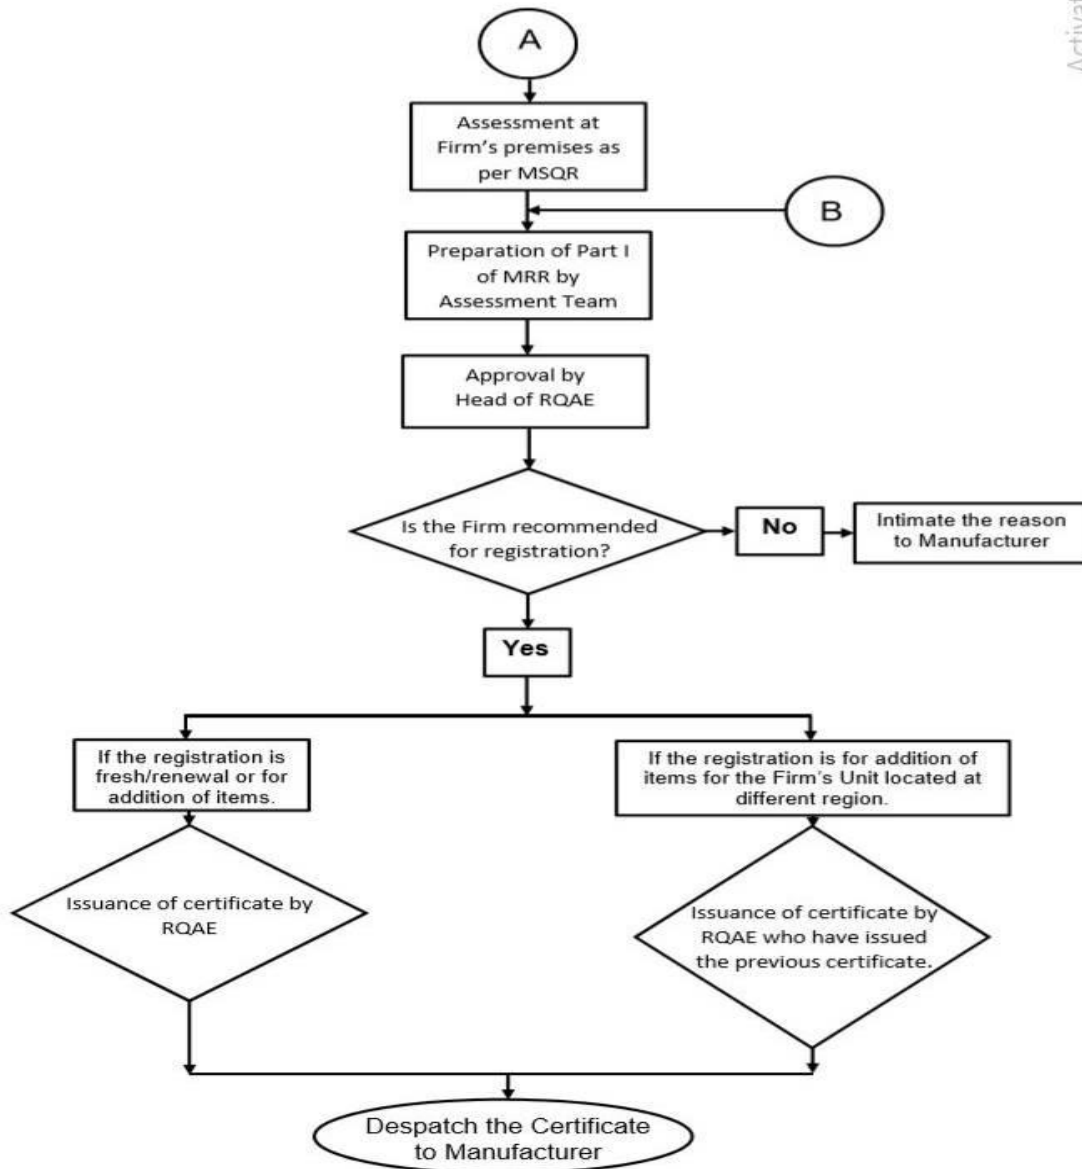 A
Assessment at
Firm's premises as
per MSQR
B
Preparation of Part I
of MRR by
Assessment Team
Approval by
Head of RQAE
Is the Firm recommended
for registration?
No
Intimate the reason
to Manufacturer
Yes
If the registration is
fresh/renewal or for
addition of items.
If the registration is for addition of
items for the Firm's Unit located at
different region.
Issuance of certificate by
RQAE
Issuance of certificate by
RQAE who have issued
the previous certificate.
Despatch the Certificate
to Manufacturer